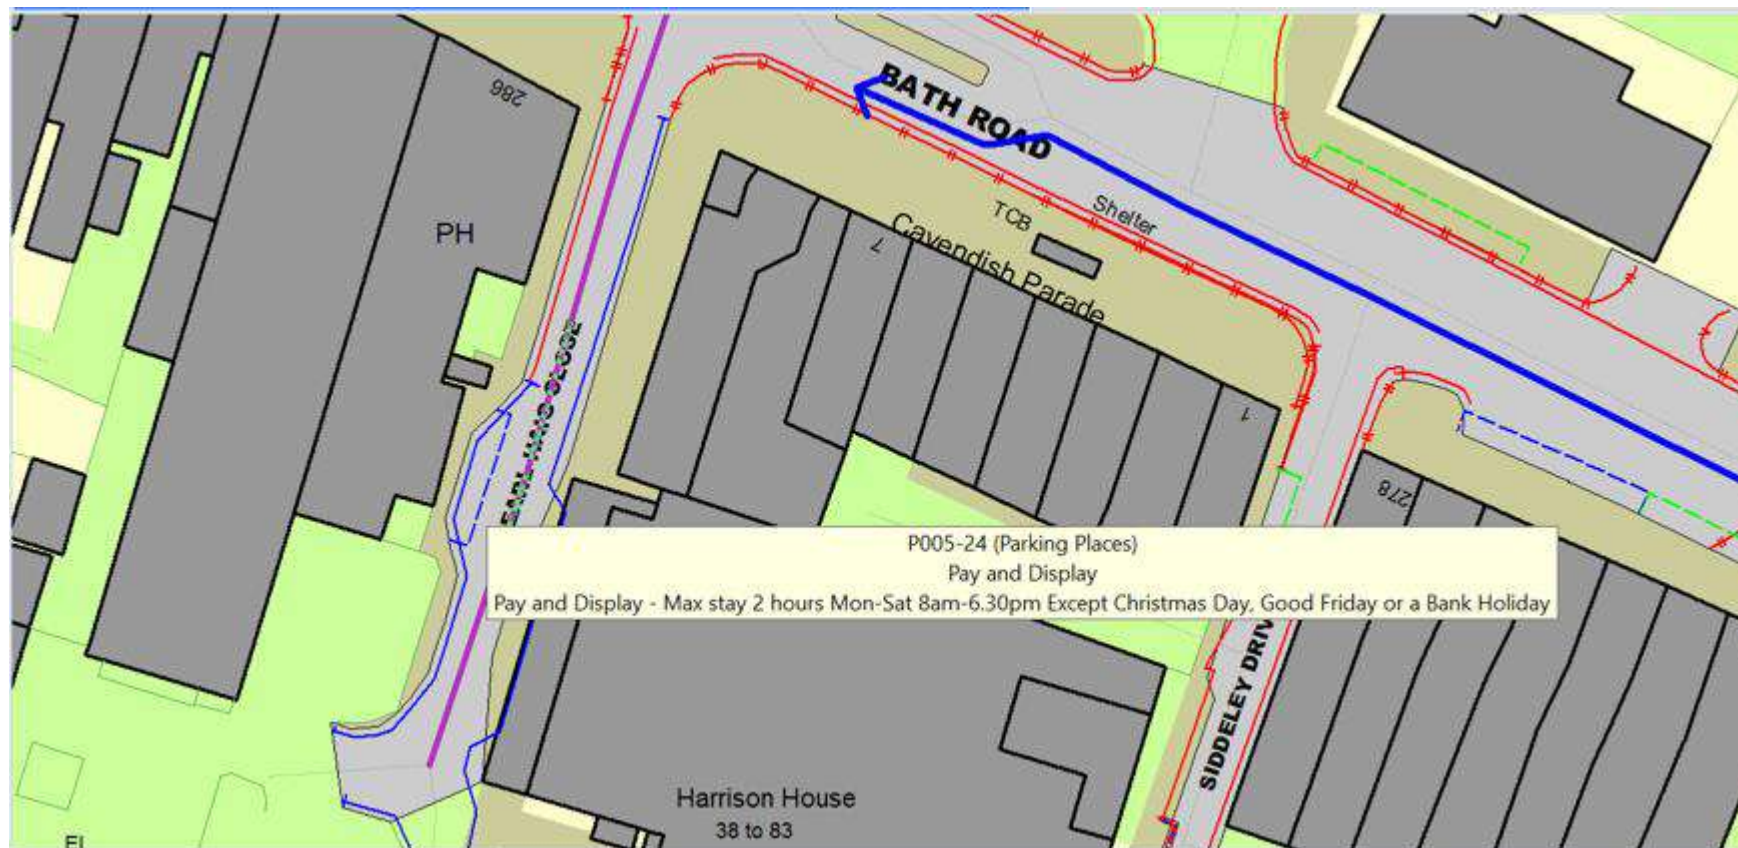 286
BATH ROAD
PH
TCB
Shelter
Cavendish Parade
7
1
278
P005-24 (Parking Places)
Pay and Display
Pay and Display - Max stay 2 hours Mon-Sat 8am-6.30pm Except Christmas Day, Good Friday or a Bank Holiday
SIDDELEY DRIV
Harrison House
38 to 83